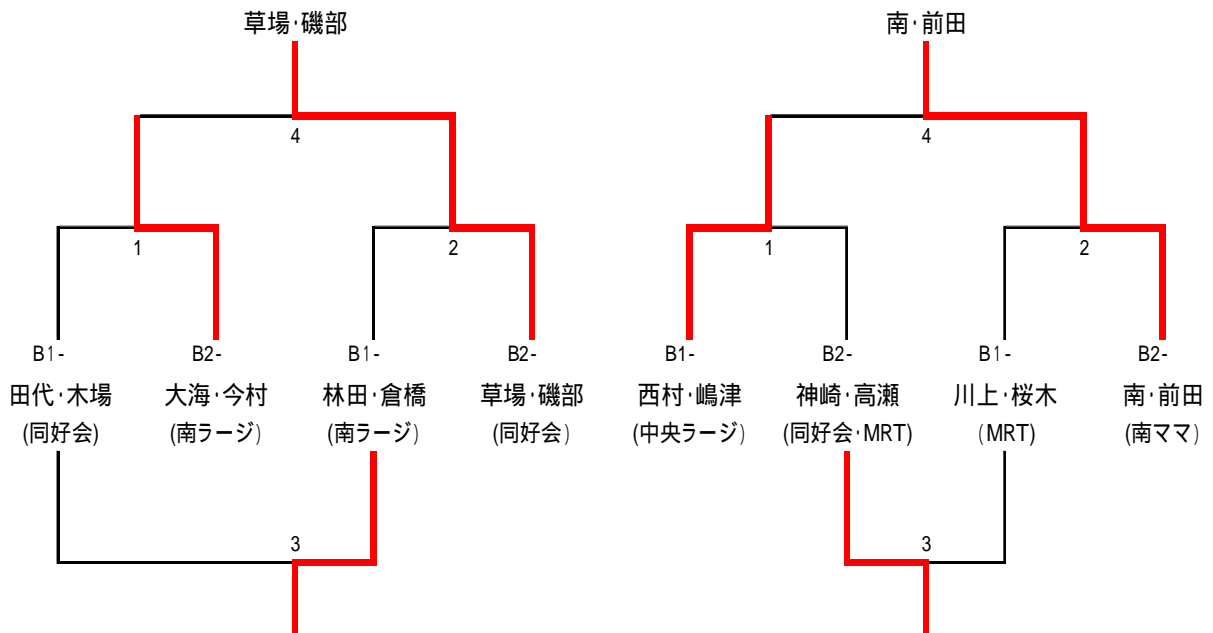 草場・磯部 南・前田
4 4
1 2 1 2
B1- B2- B1- B2- B1- B2- B1- B2-
田代・木場 大海・今村 林田・倉橋 草場・磯部 西村・嶋津 神崎・高瀬 川上・桜木 南・前田
(同好会) (南ラージ) (南ラージ) (同好会) (中央ラージ) (同好会・MRT) (MRT) (南ママ)
3 3